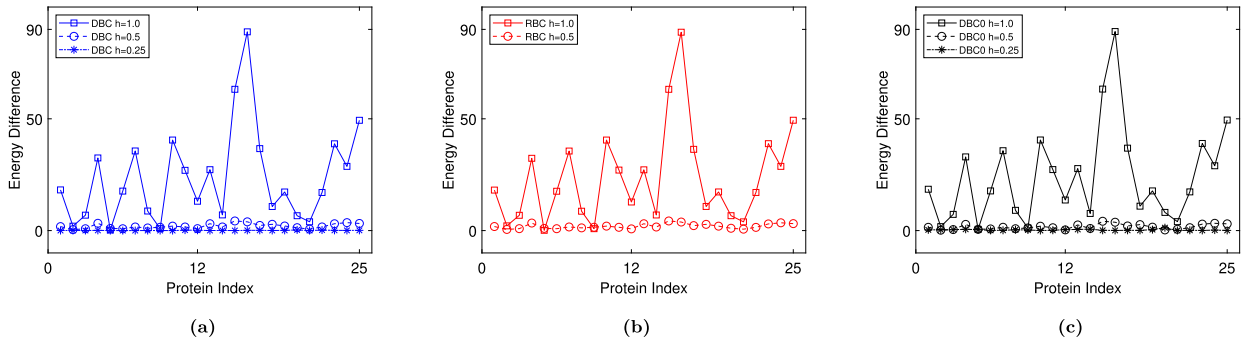 90
50
0
Energy Difference
DBC h=1.0
DBC h=0.5
DBC h=0.25
0
12
25
Protein Index
(a)
90
50
0
Energy Difference
RBC h=1.0
RBC h=0.5
0
12
25
Protein Index
(b)
90
50
0
Energy Difference
DBC0 h=1.0
DBC0 h=0.5
DBC0 h=0.25
0
12
25
Protein Index
(c)